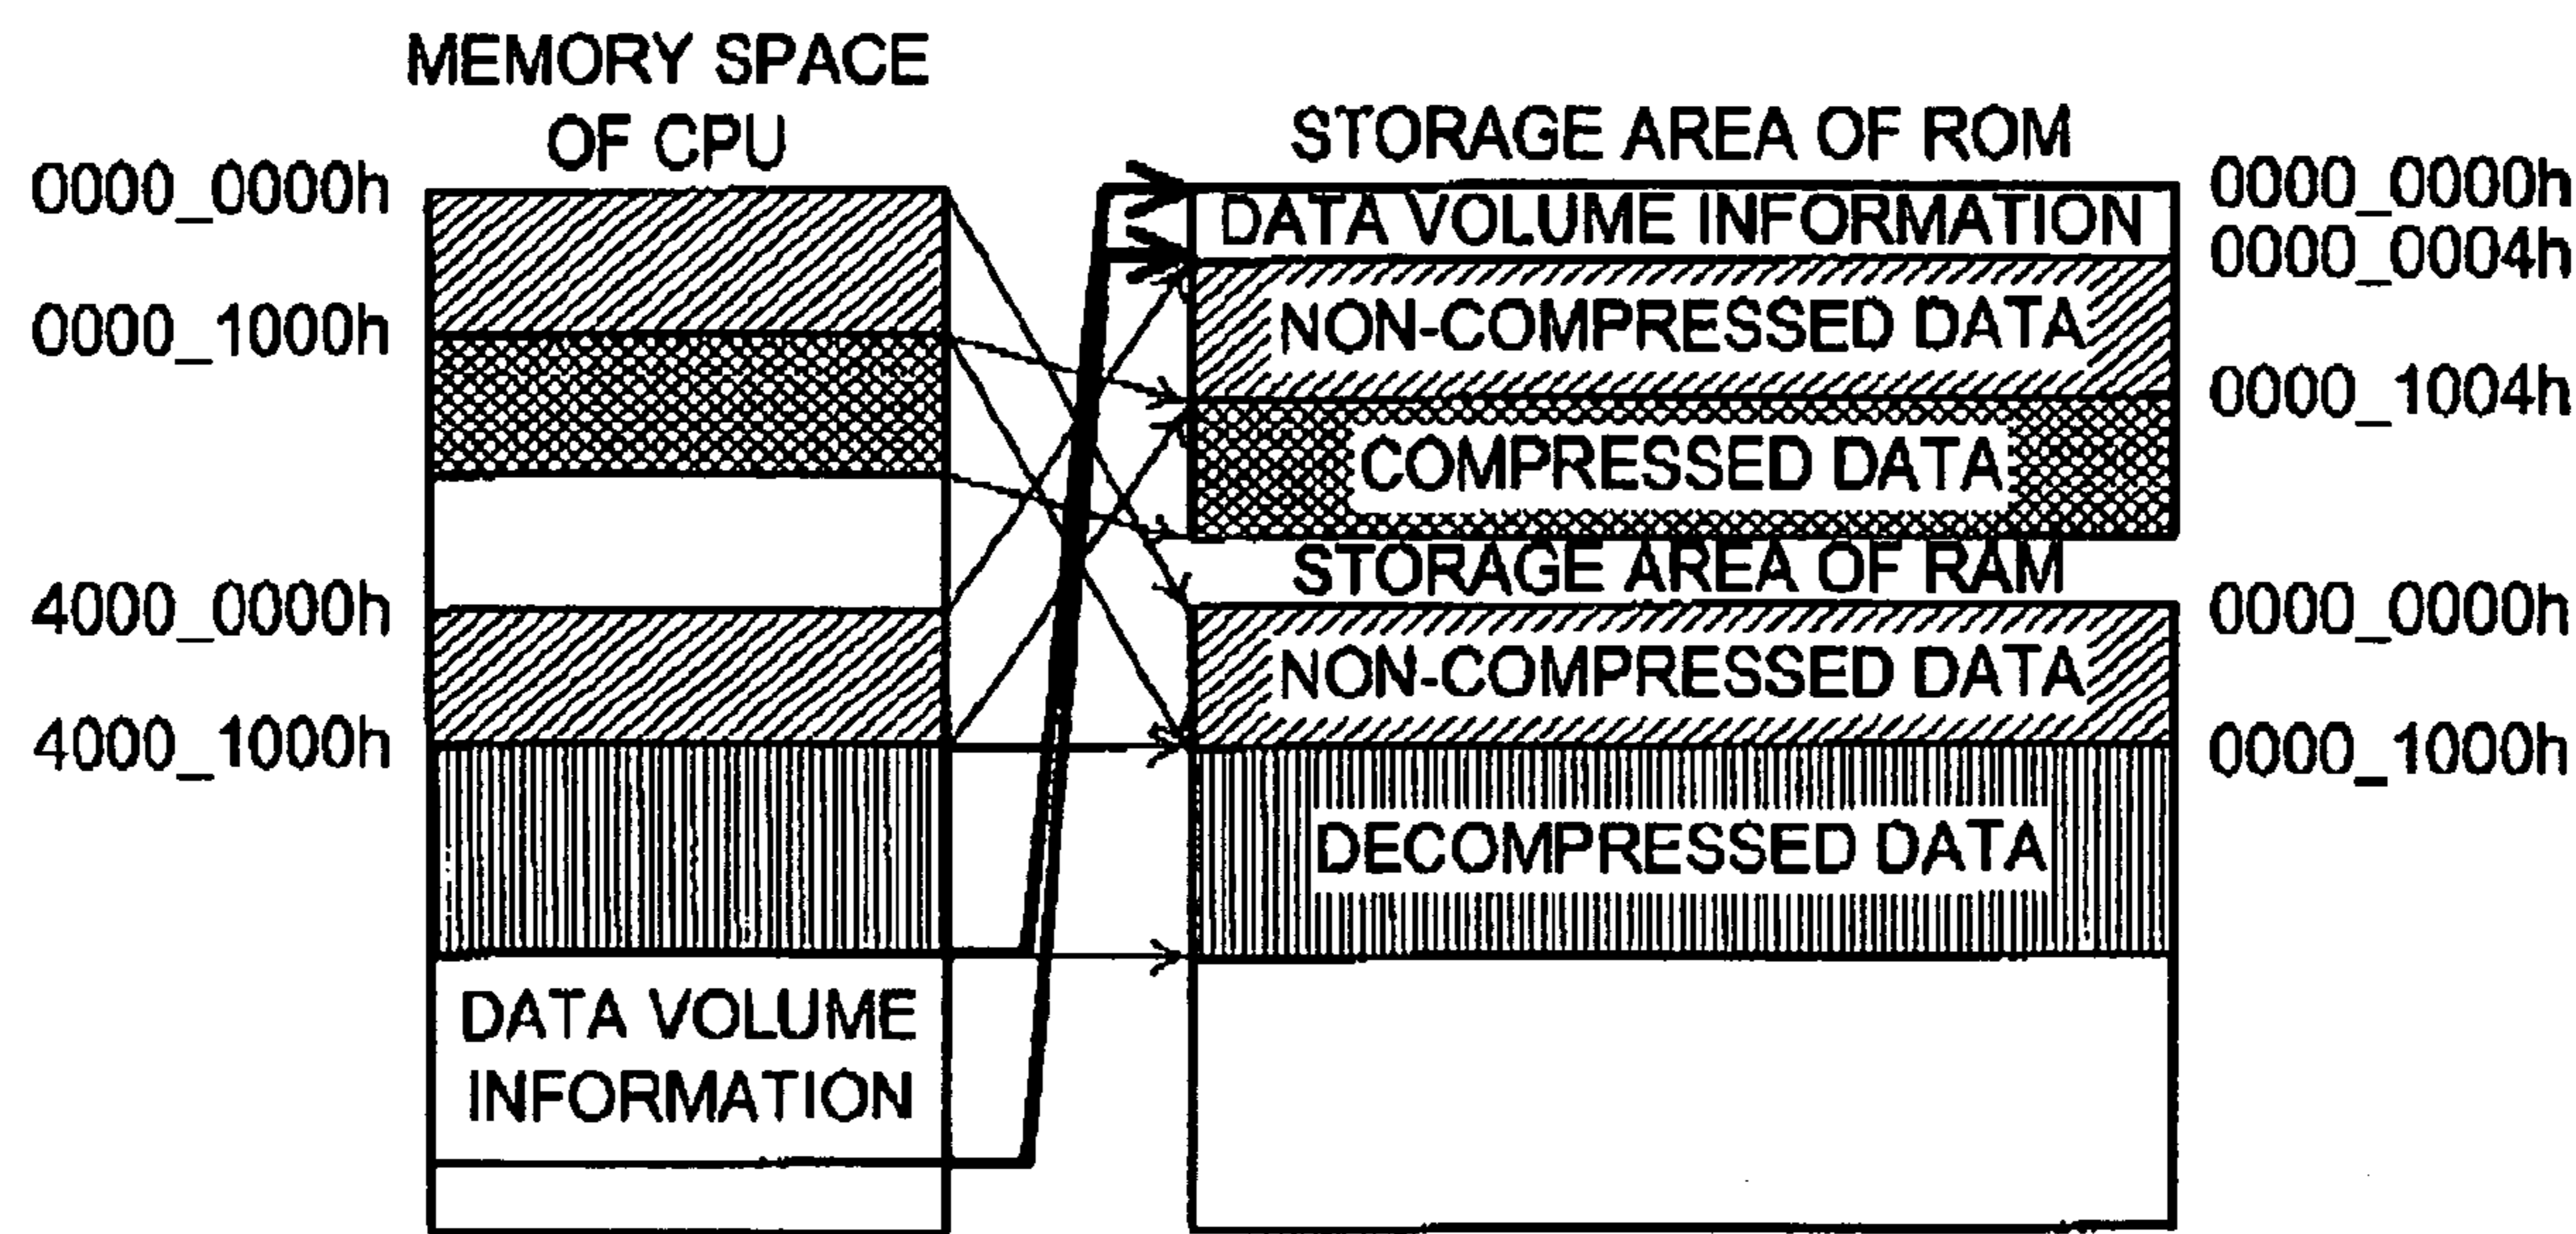 MEMORY SPACE
OF CPU
0000_0000h
0000_1000h
4000_0000h
4000_1000h
DATA VOLUME
INFORMATION
STORAGE AREA OF ROM
DATA VOLUME INFORMATION
NON-COMPRESSED DATA
COMPRESSED DATA
0000_0000h
0000_0004h
0000_1004h
STORAGE AREA OF RAM
NON-COMPRESSED DATA
DECOMPRESSED DATA
0000_0000h
0000_1000h